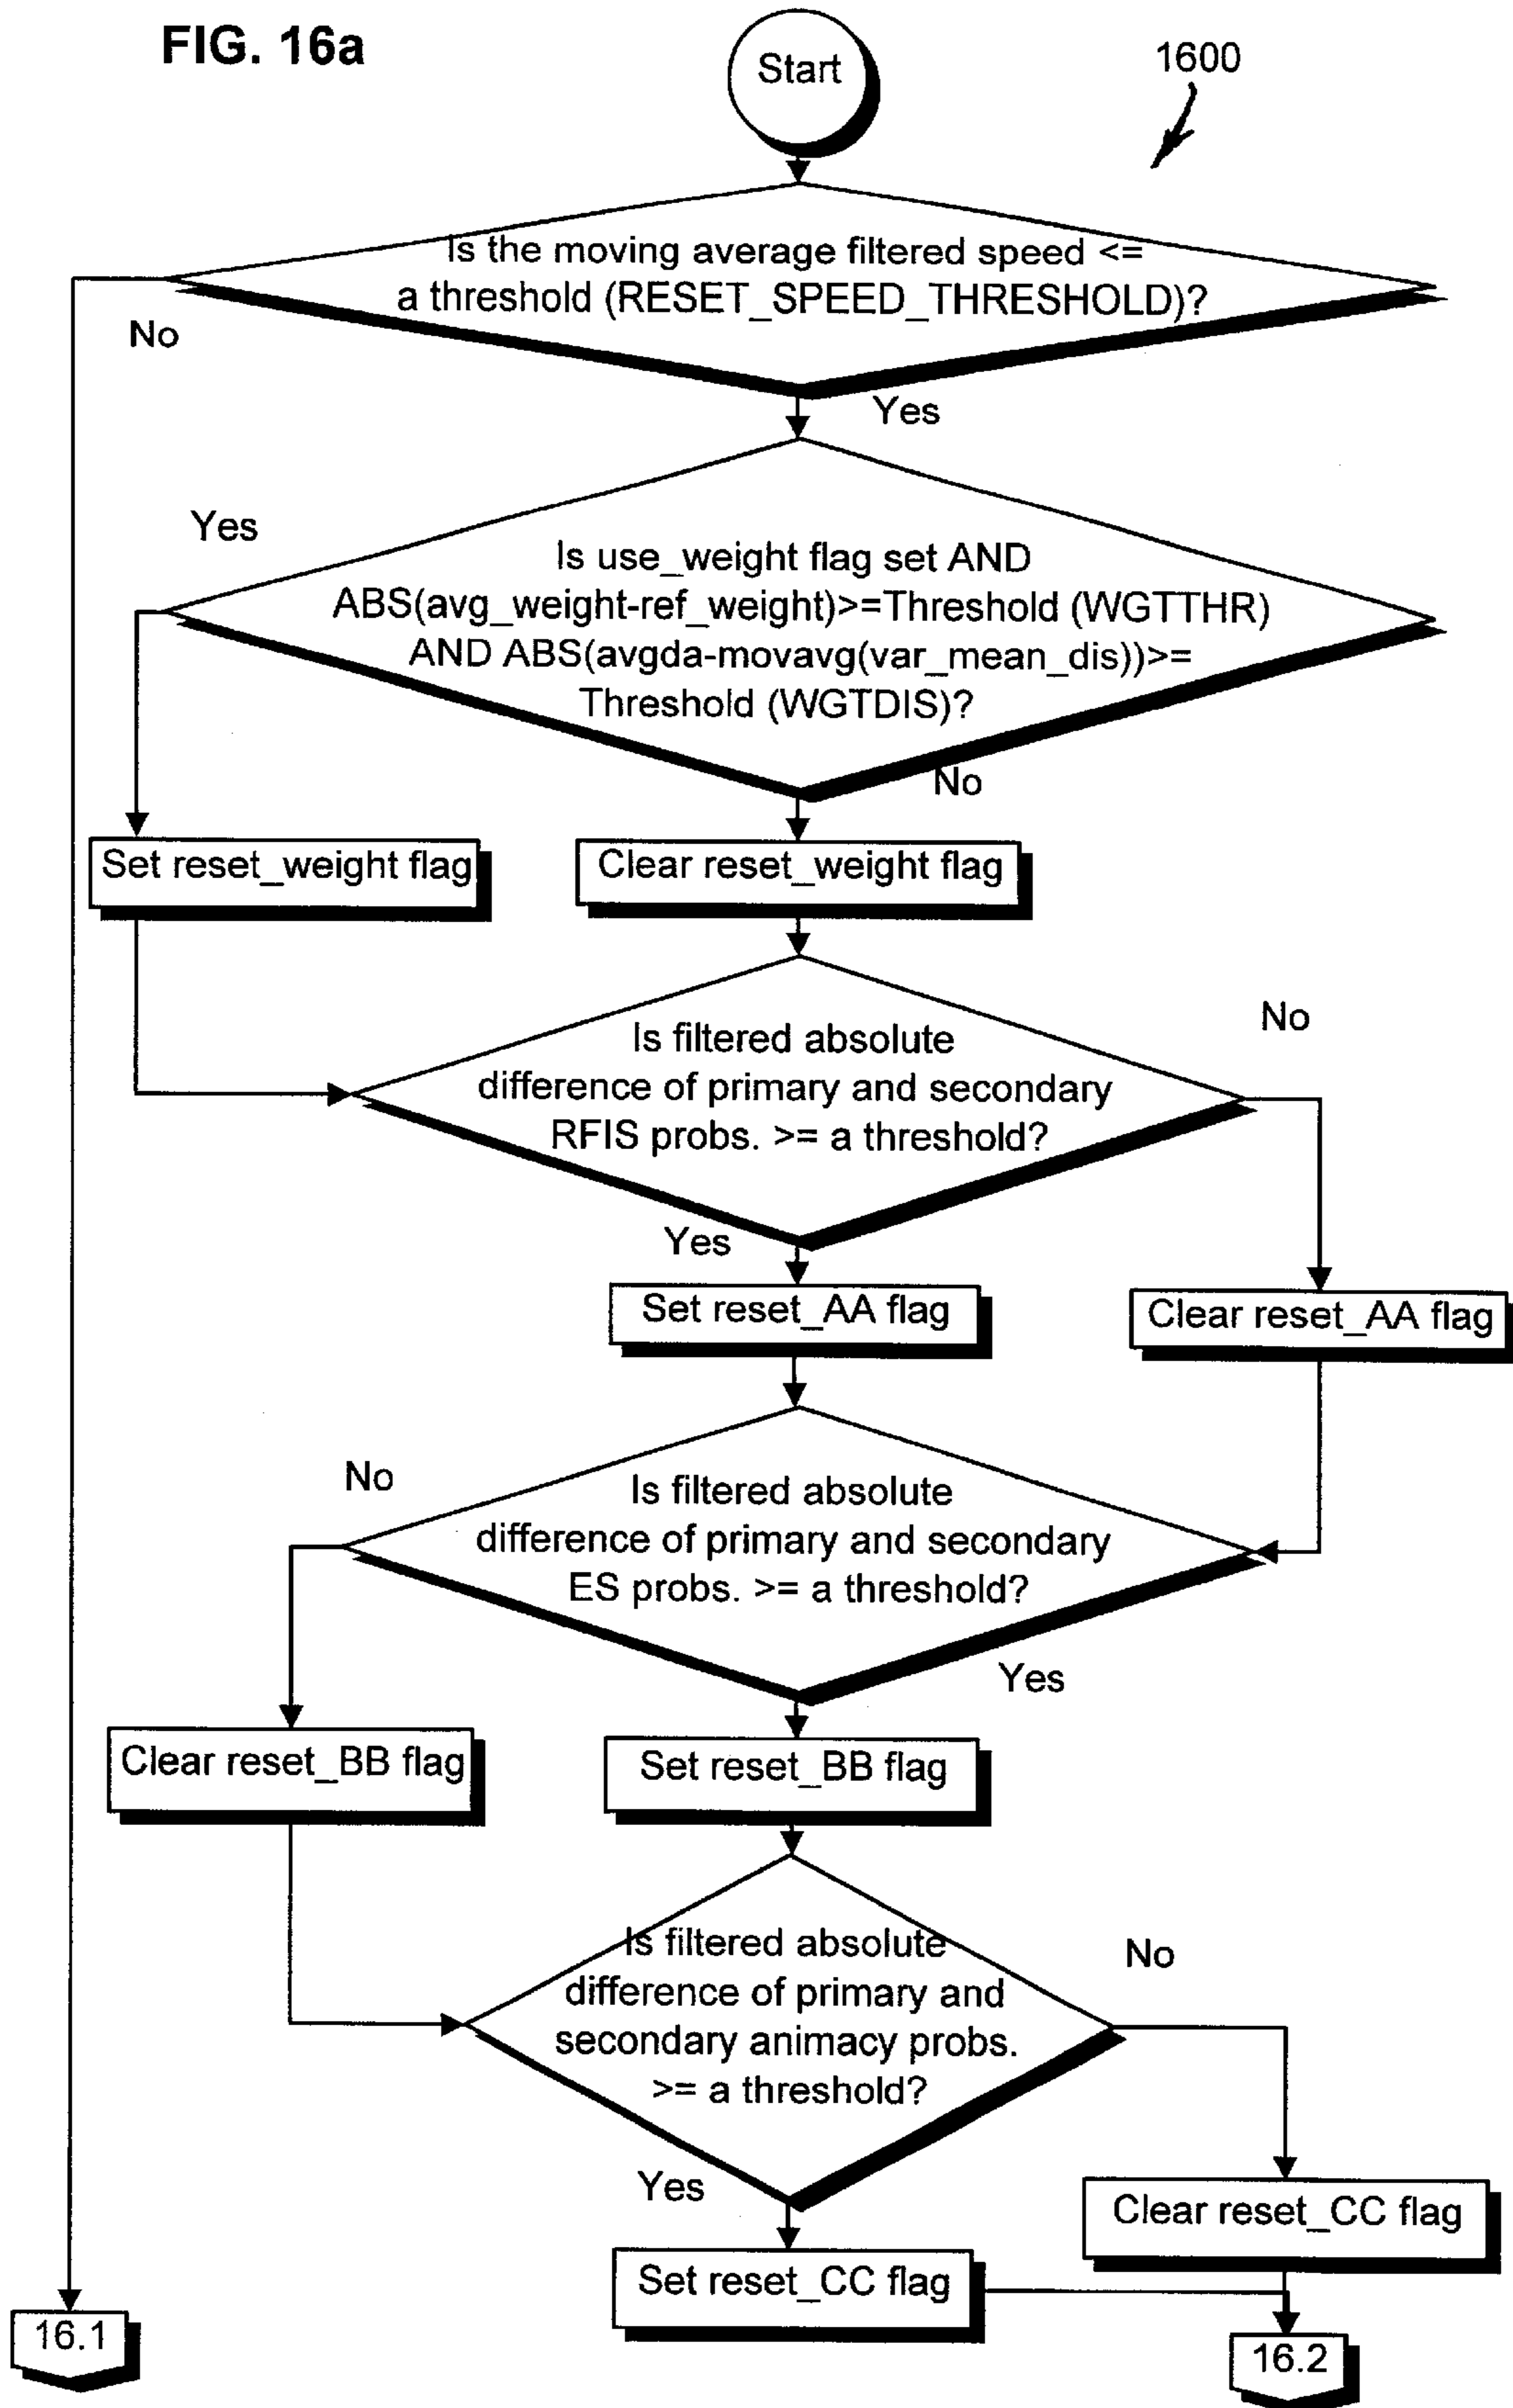 FIG. 16a
Start
1600
Is the moving average filtered speed <=
a threshold (RESET_SPEED_THRESHOLD)?
No
Yes
Yes
Is use_weight flag set AND
ABS(avg_weight-ref_weight)>=Threshold (WGTTHR)
AND ABS(avgda-movavg(var_mean_dis))>=
Threshold (WGTDIS)?
No
Set reset_weight flag
Clear reset_weight flag
No
Is filtered absolute
difference of primary and secondary
RFIS probs. >= a threshold?
Yes
Set reset_AA flag
Clear reset_AA flag
No
Is filtered absolute
difference of primary and secondary
ES probs. >= a threshold?
Yes
Clear reset_BB flag
Set reset_BB flag
Is filtered absolute
No
difference of primary and
secondary animacy probs.
>= a threshold?
Yes
Clear reset_CC flag
Set reset_CC flag
16.1
16.2